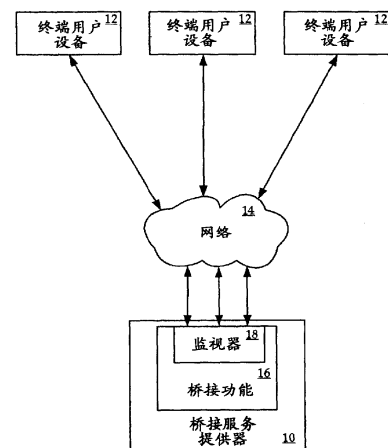 终端用户 12
设备
终端用户 12
设备
终端用户 12
设备
14
网络
18
监视器
16
桥接功能
桥接服务
提供器 10